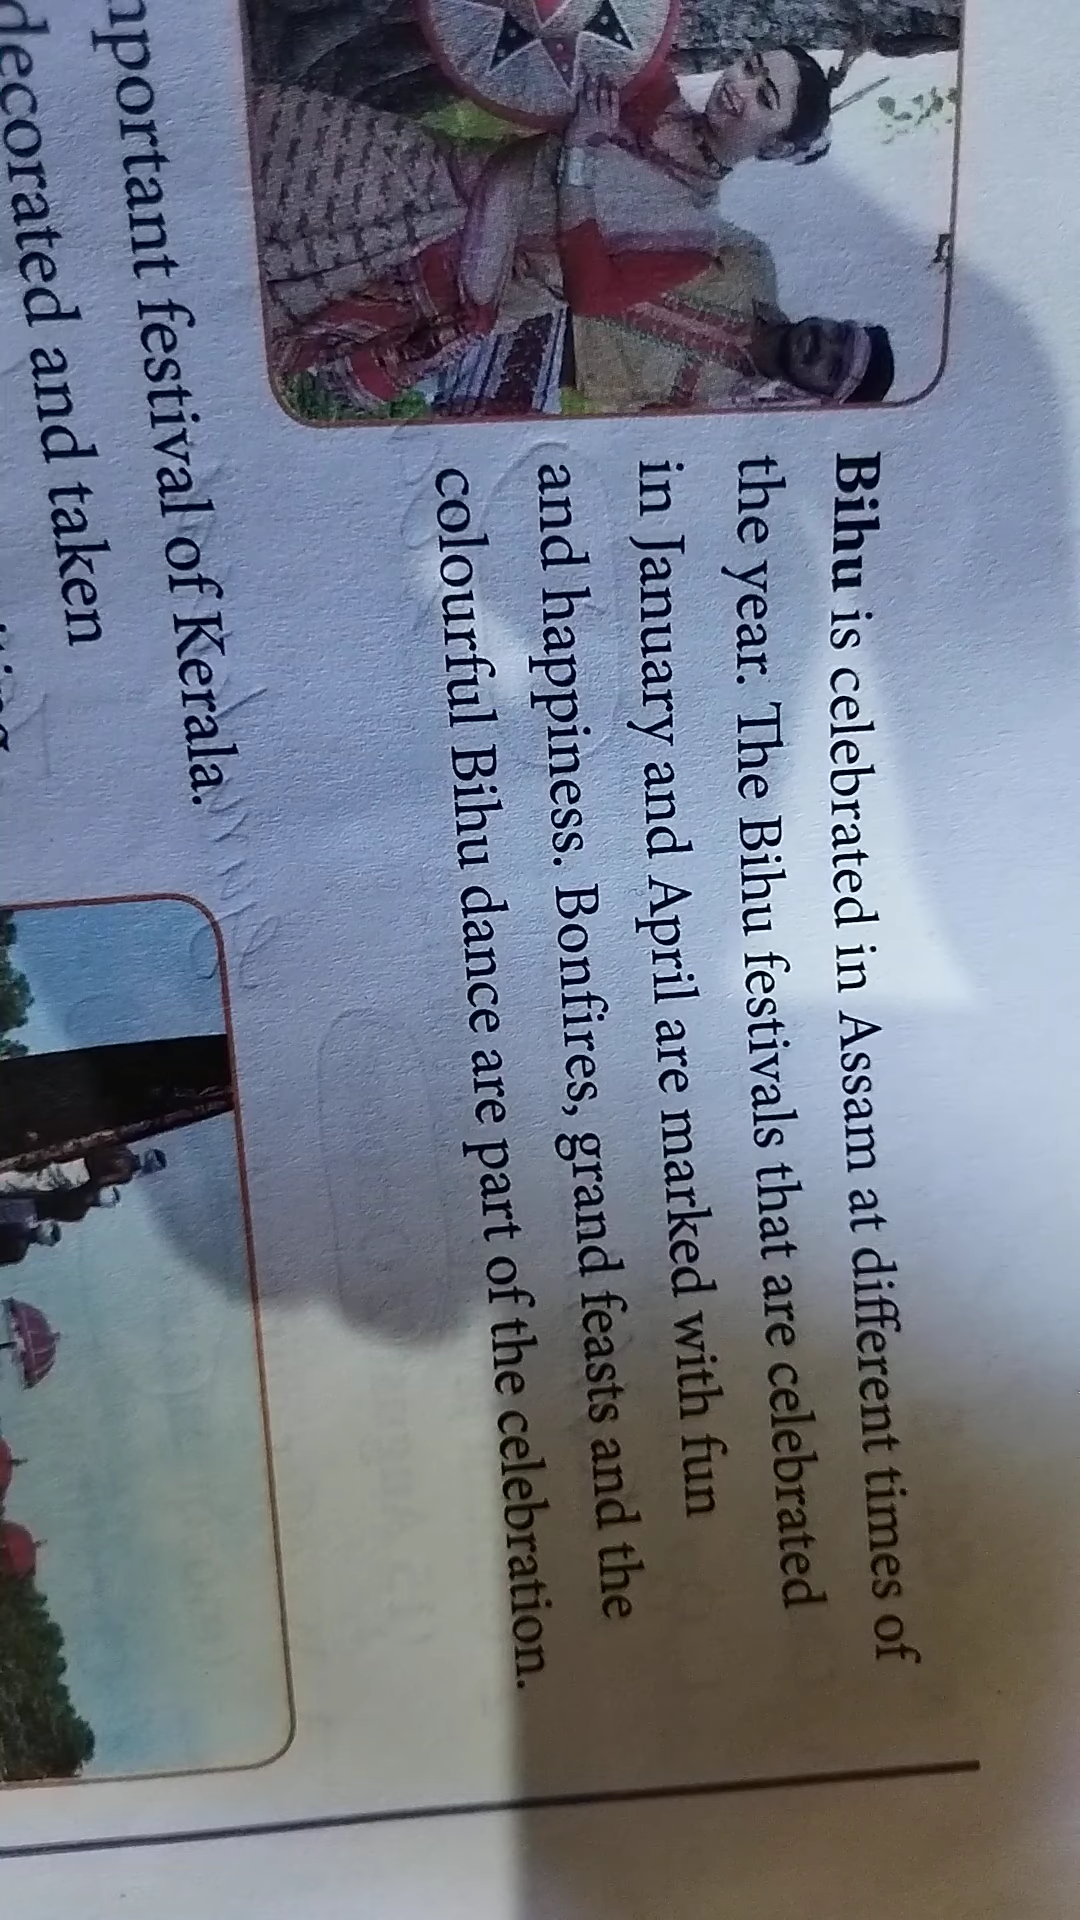 Bihu is celebrated in Assam at different times of
the year. The Bihu festivals that are celebrated
in January and April are marked with fun
and happiness. Bonfires, grand feasts and the
colourful Bihu dance are part of the celebration.
festival of Kerala.
decorated and taken